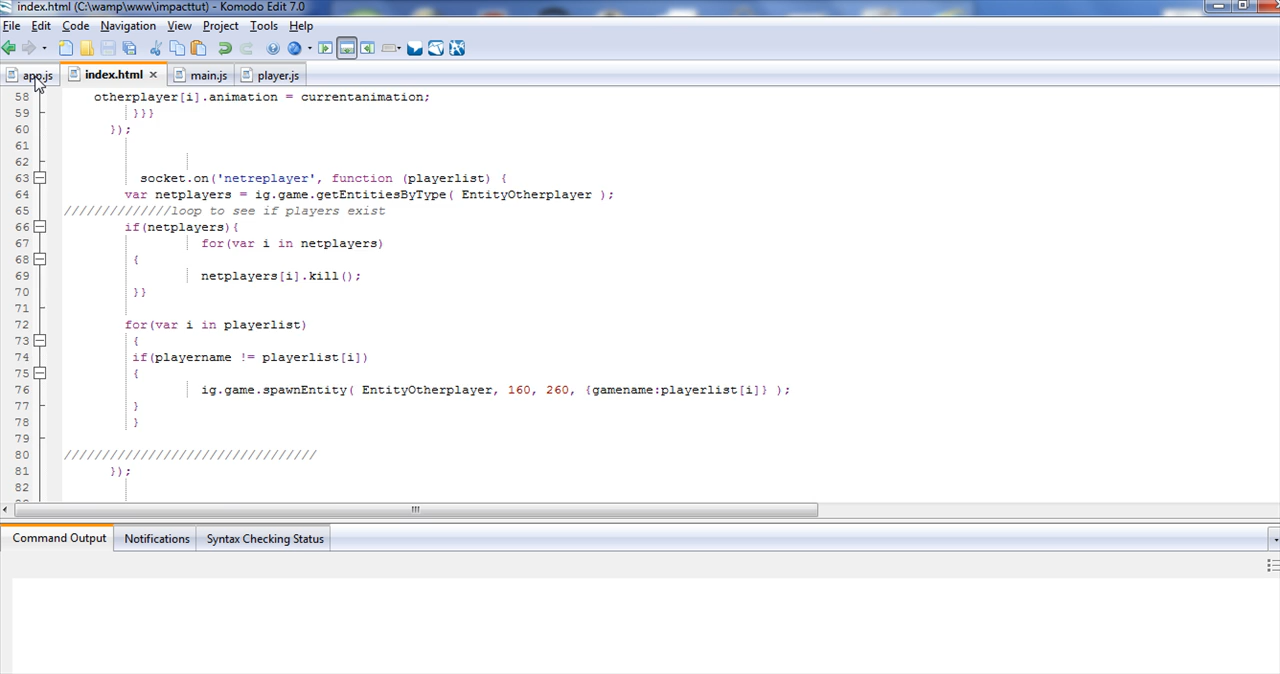 index.html (C:\wamp\www\impacttut) - Komodo Edit 7.0
File Edit Code Navigation View Project Tools Help
app.js index.html main.js player.js
58 otherplayer[i].animation = currentanimation;
59 }}}
60 });
61
62
63 socket.on('netreplayer', function (playerlist) {
64 var netplayers = ig.game.getEntitiesByType( EntityOtherplayer );
65 //////////////loop to see if players exist
66 if(netplayers){
67 for(var i in netplayers)
68 {
69 netplayers[i].kill();
70 }}
71
72 for(var i in playerlist)
73 {
74 if(playername != playerlist[i])
75 {
76 ig.game.spawnEntity( EntityOtherplayer, 160, 260, {gamename:playerlist[i]} );
77 }
78 }
79
80 /////////////////////////////////
81 });
82
Command Output Notifications Syntax Checking Status